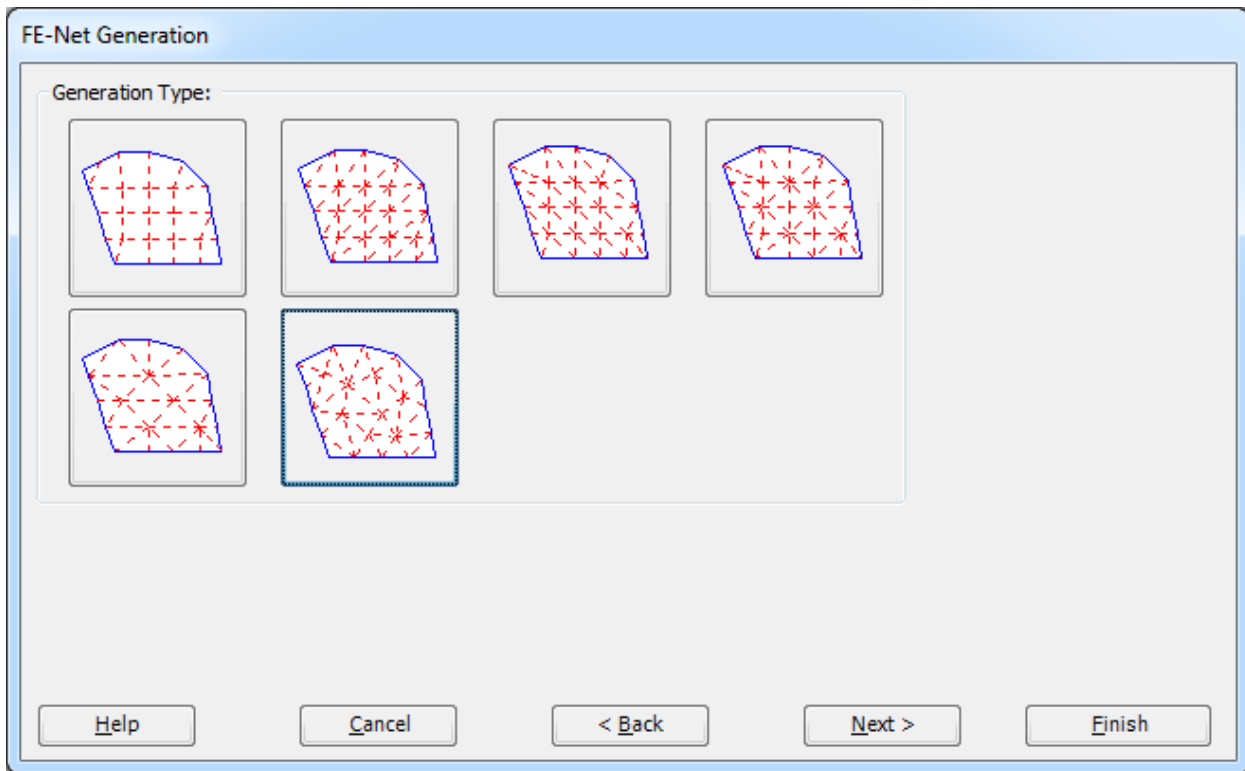 FE-Net Generation
Generation Type:
Help
Cancel
< Back
Next >
Finish